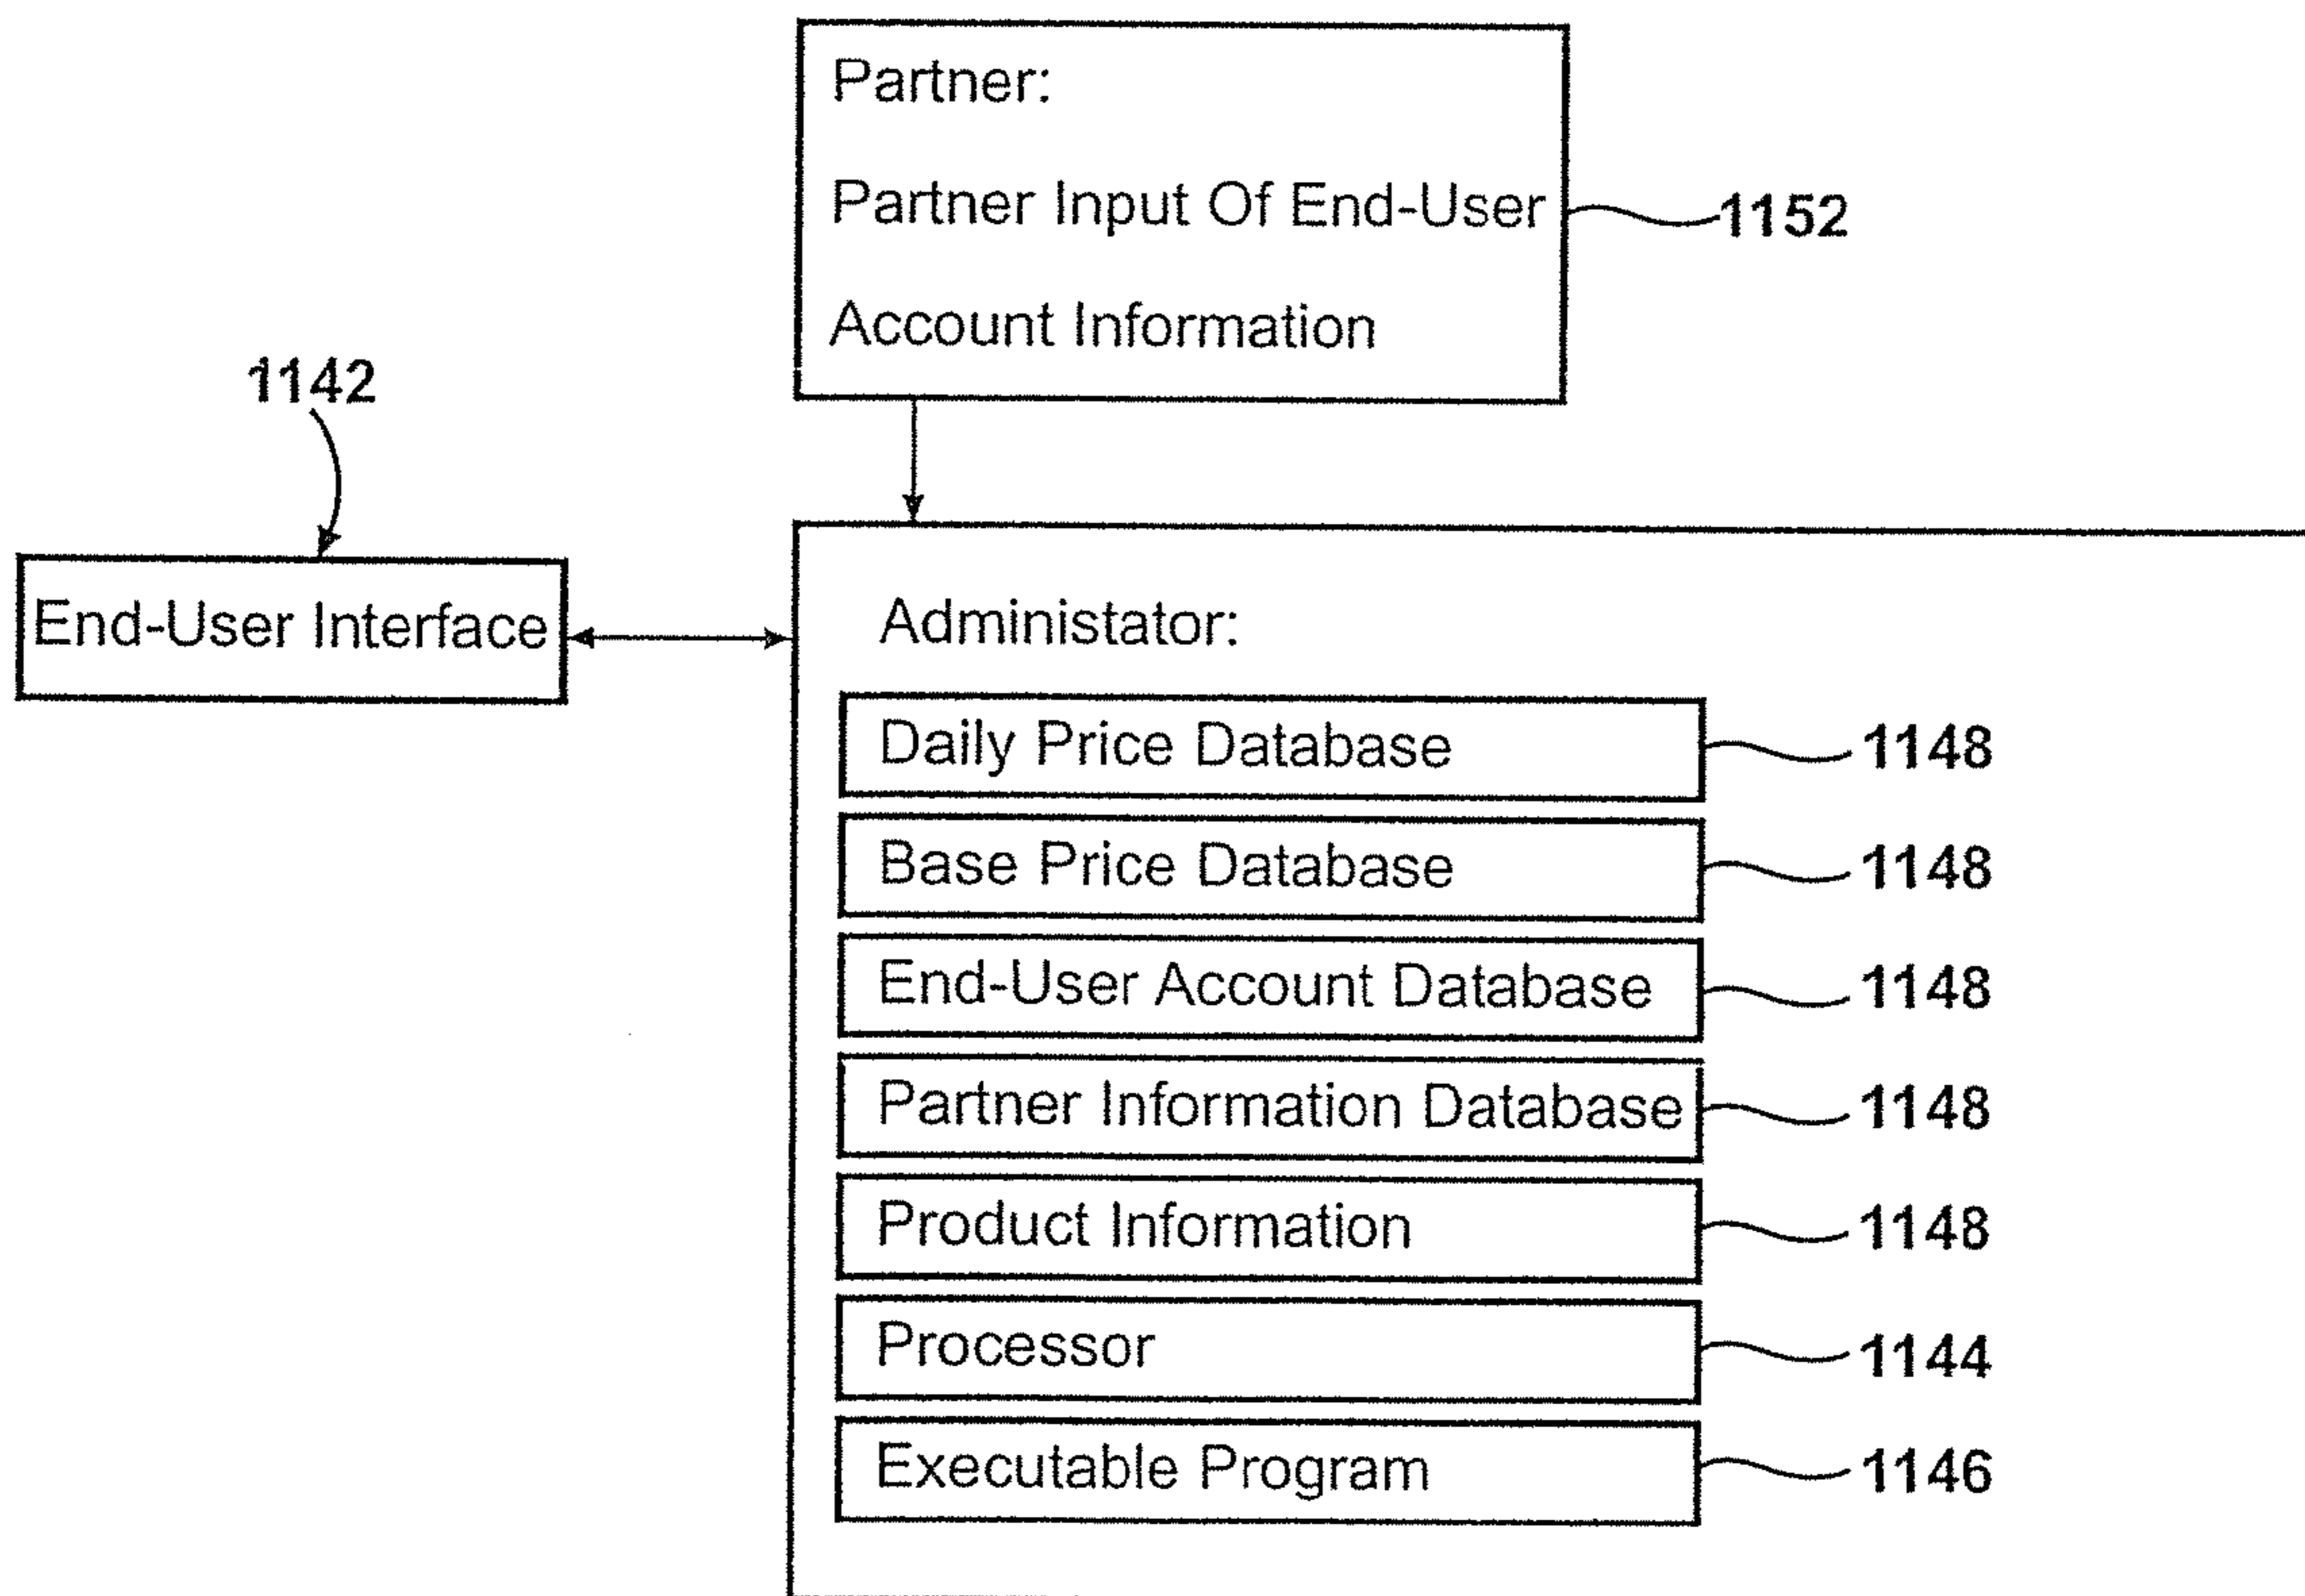 Partner:
Partner Input Of End-User
1152
Account Information
1142
End-User Interface
Administator:
Daily Price Database
1148
Base Price Database
1148
End-User Account Database
1148
Partner Information Database
1148
Product Information
1148
Processor
1144
Executable Program
1146